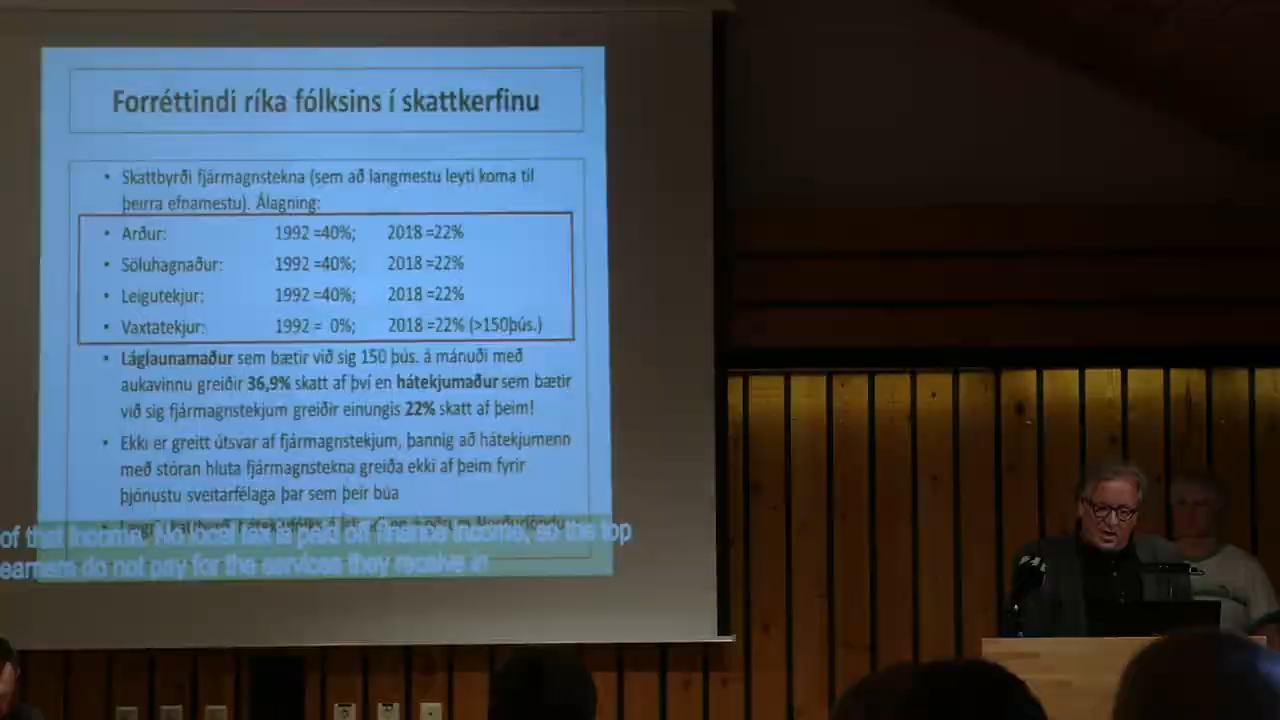 Forréttindi ríka fólksins í skattkerfinu
• Skattbyrði fjármagnstekna (sem að langmestu leyti koma til
þeirra efnamestu). Álagning:
• Arður: 1992 =40%; 2018 =22%
• Söluhagnaður: 1992 =40%; 2018 =22%
• Leigutekjur: 1992 =40%; 2018 =22%
• Vaxtatekjur: 1992 = 0%; 2018 =22% (>150þús.)
• Láglaunamaður sem bætir við sig 150 þús. á mánuði með
aukavinnu greiðir 36,9% skatt af því en hátekjumaður sem bætir
við sig fjármagnstekjum greiðir einungis 22% skatt af þeim!
• Ekki er greitt útsvar af fjármagnstekjum, þannig að hátekjumenn
með stóran hluta fjármagnstekna greiða ekki af þeim fyrir
þjónustu sveitarfélaga þar sem þeir búa
of that income. No local tax is paid on finance income, so the top
earners do not pay for the services they receive in